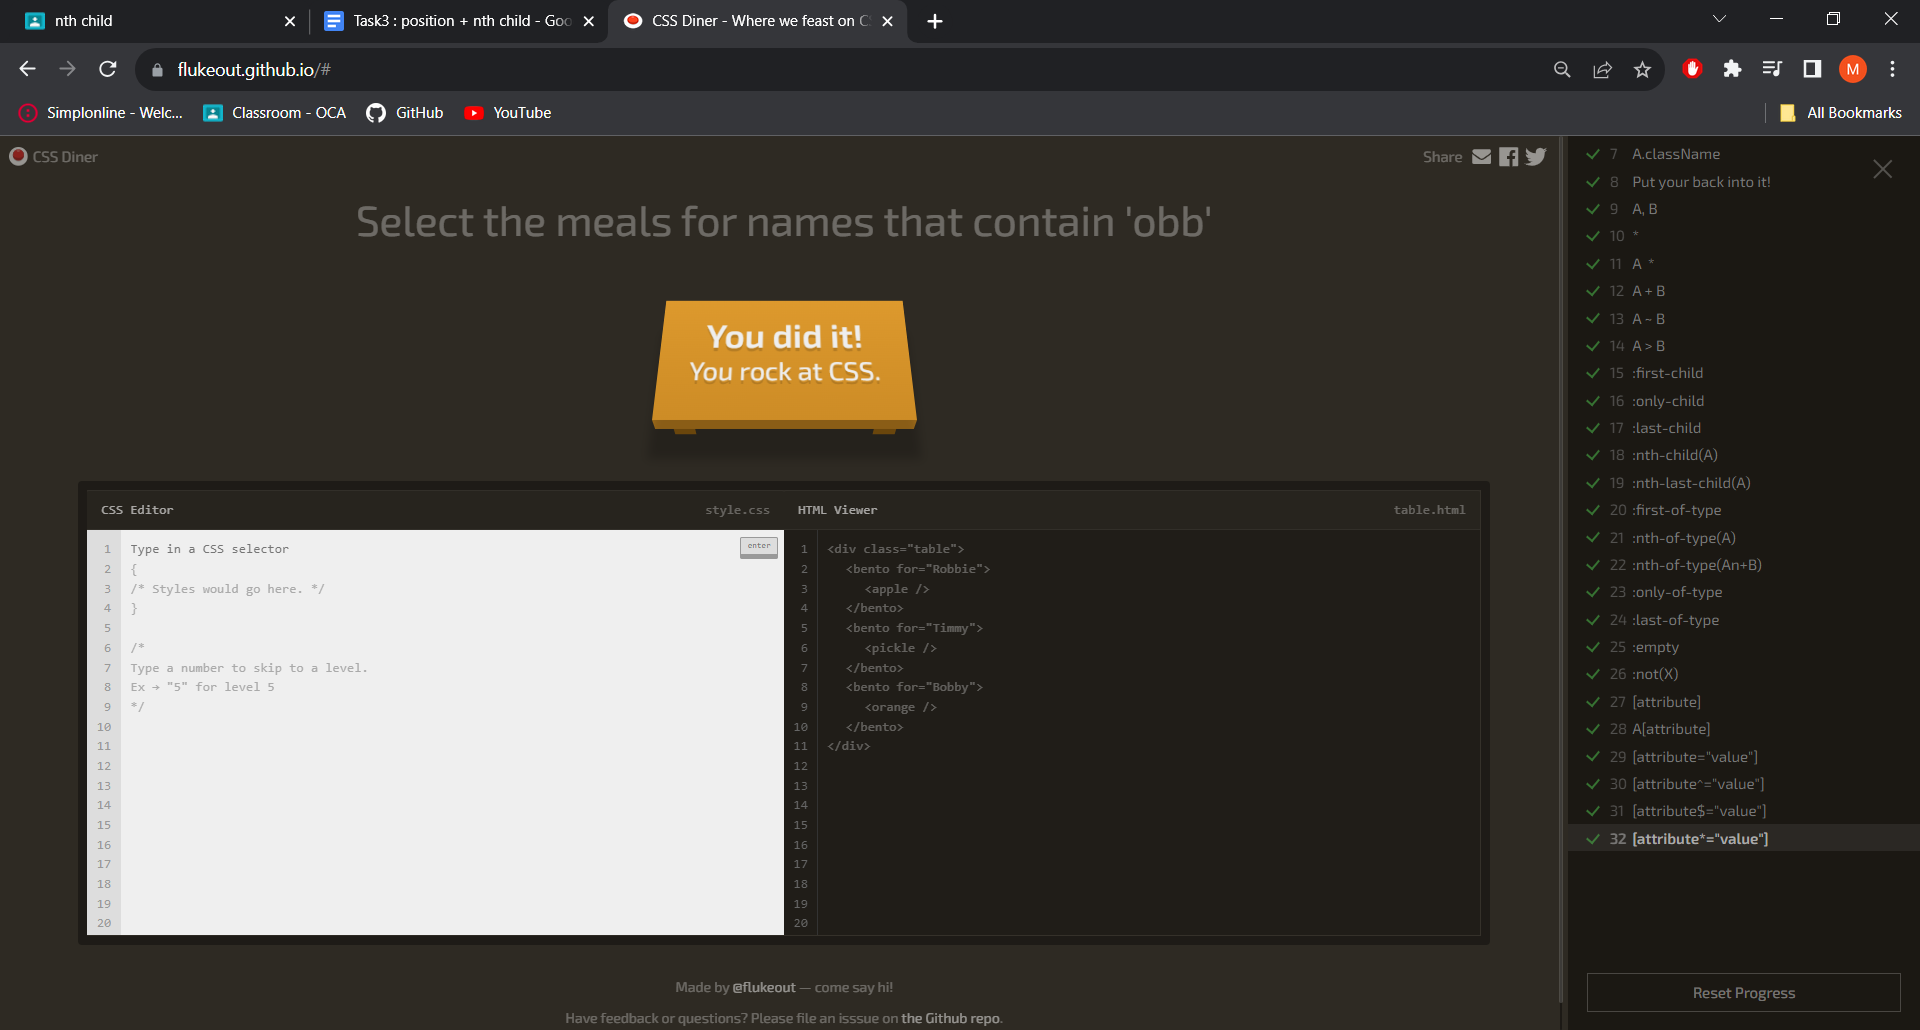 nth child
Task3 : position + nth child - Goo
CSS Diner - Where we feast on CS
flukeout.github.io/#
M
Simplonline - Welc...
Classroom - OCA
GitHub
YouTube
All Bookmarks
CSS Diner
Share
Select the meals for names that contain 'obb'
You did it!
You rock at CSS.
CSS Editor
style.css
HTML Viewer
table.html
enter
1 Type in a CSS selector
2 {
3 /* Styles would go here. */
4 }
5
6 /*
7 Type a number to skip to a level.
8 Ex → "5" for level 5
9 */
10
11
12
13
14
15
16
17
18
19
20
1 <div class="table">
2 <bento for="Robbie">
3 <apple />
4 </bento>
5 <bento for="Timmy">
6 <pickle />
7 </bento>
8 <bento for="Bobby">
9 <orange />
10 </bento>
11 </div>
12
13
14
15
16
17
18
19
20
Made by @flukeout — come say hi!
Have feedback or questions? Please file an isssue on the Github repo.
7 A.className
8 Put your back into it!
9 A, B
10 *
11 A *
12 A + B
13 A ~ B
14 A > B
15 :first-child
16 :only-child
17 :last-child
18 :nth-child(A)
19 :nth-last-child(A)
20 :first-of-type
21 :nth-of-type(A)
22 :nth-of-type(An+B)
23 :only-of-type
24 :last-of-type
25 :empty
26 :not(X)
27 [attribute]
28 A[attribute]
29 [attribute="value"]
30 [attribute^="value"]
31 [attribute$="value"]
32 [attribute*="value"]
Reset Progress